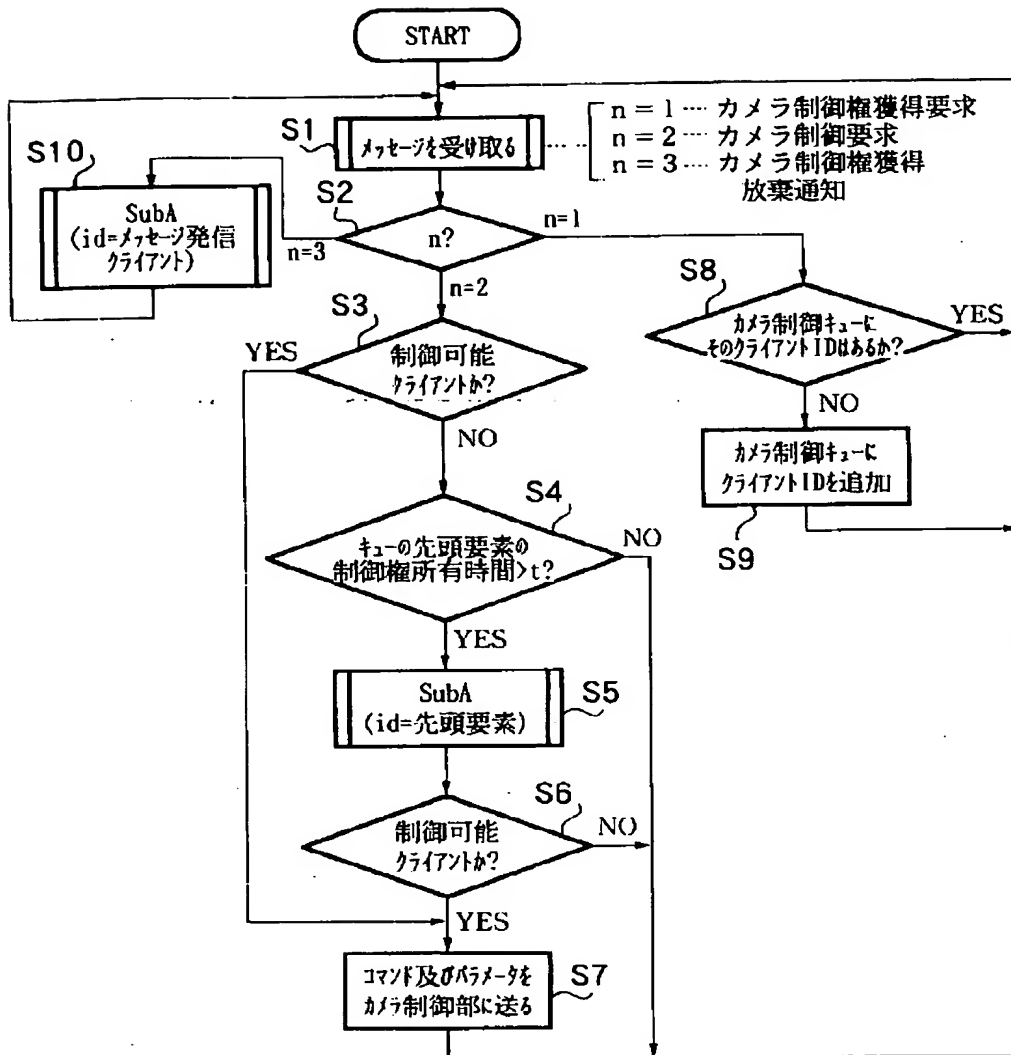 START
S1
メッセージを受け取る
n = 1 ‥‥ カメラ制御権獲得要求
n = 2 ‥‥ カメラ制御要求
n = 3 ‥‥ カメラ制御権獲得
放棄通知
S10
SubA
(id=メッセージ発信
クライアント)
S2
n?
n=3
n=1
n=2
S3
制御可能
クライアントか?
YES
NO
S8
カメラ制御キューに
そのクライアントIDはあるか?
YES
NO
カメラ制御キューに
クライアントIDを追加
S9
S4
キューの先頭要素の
制御権所有時間>t?
NO
YES
SubA
(id=先頭要素)
S5
S6
制御可能
クライアントか?
NO
YES
コマンド及びパラメータを
カメラ制御部に送る
S7